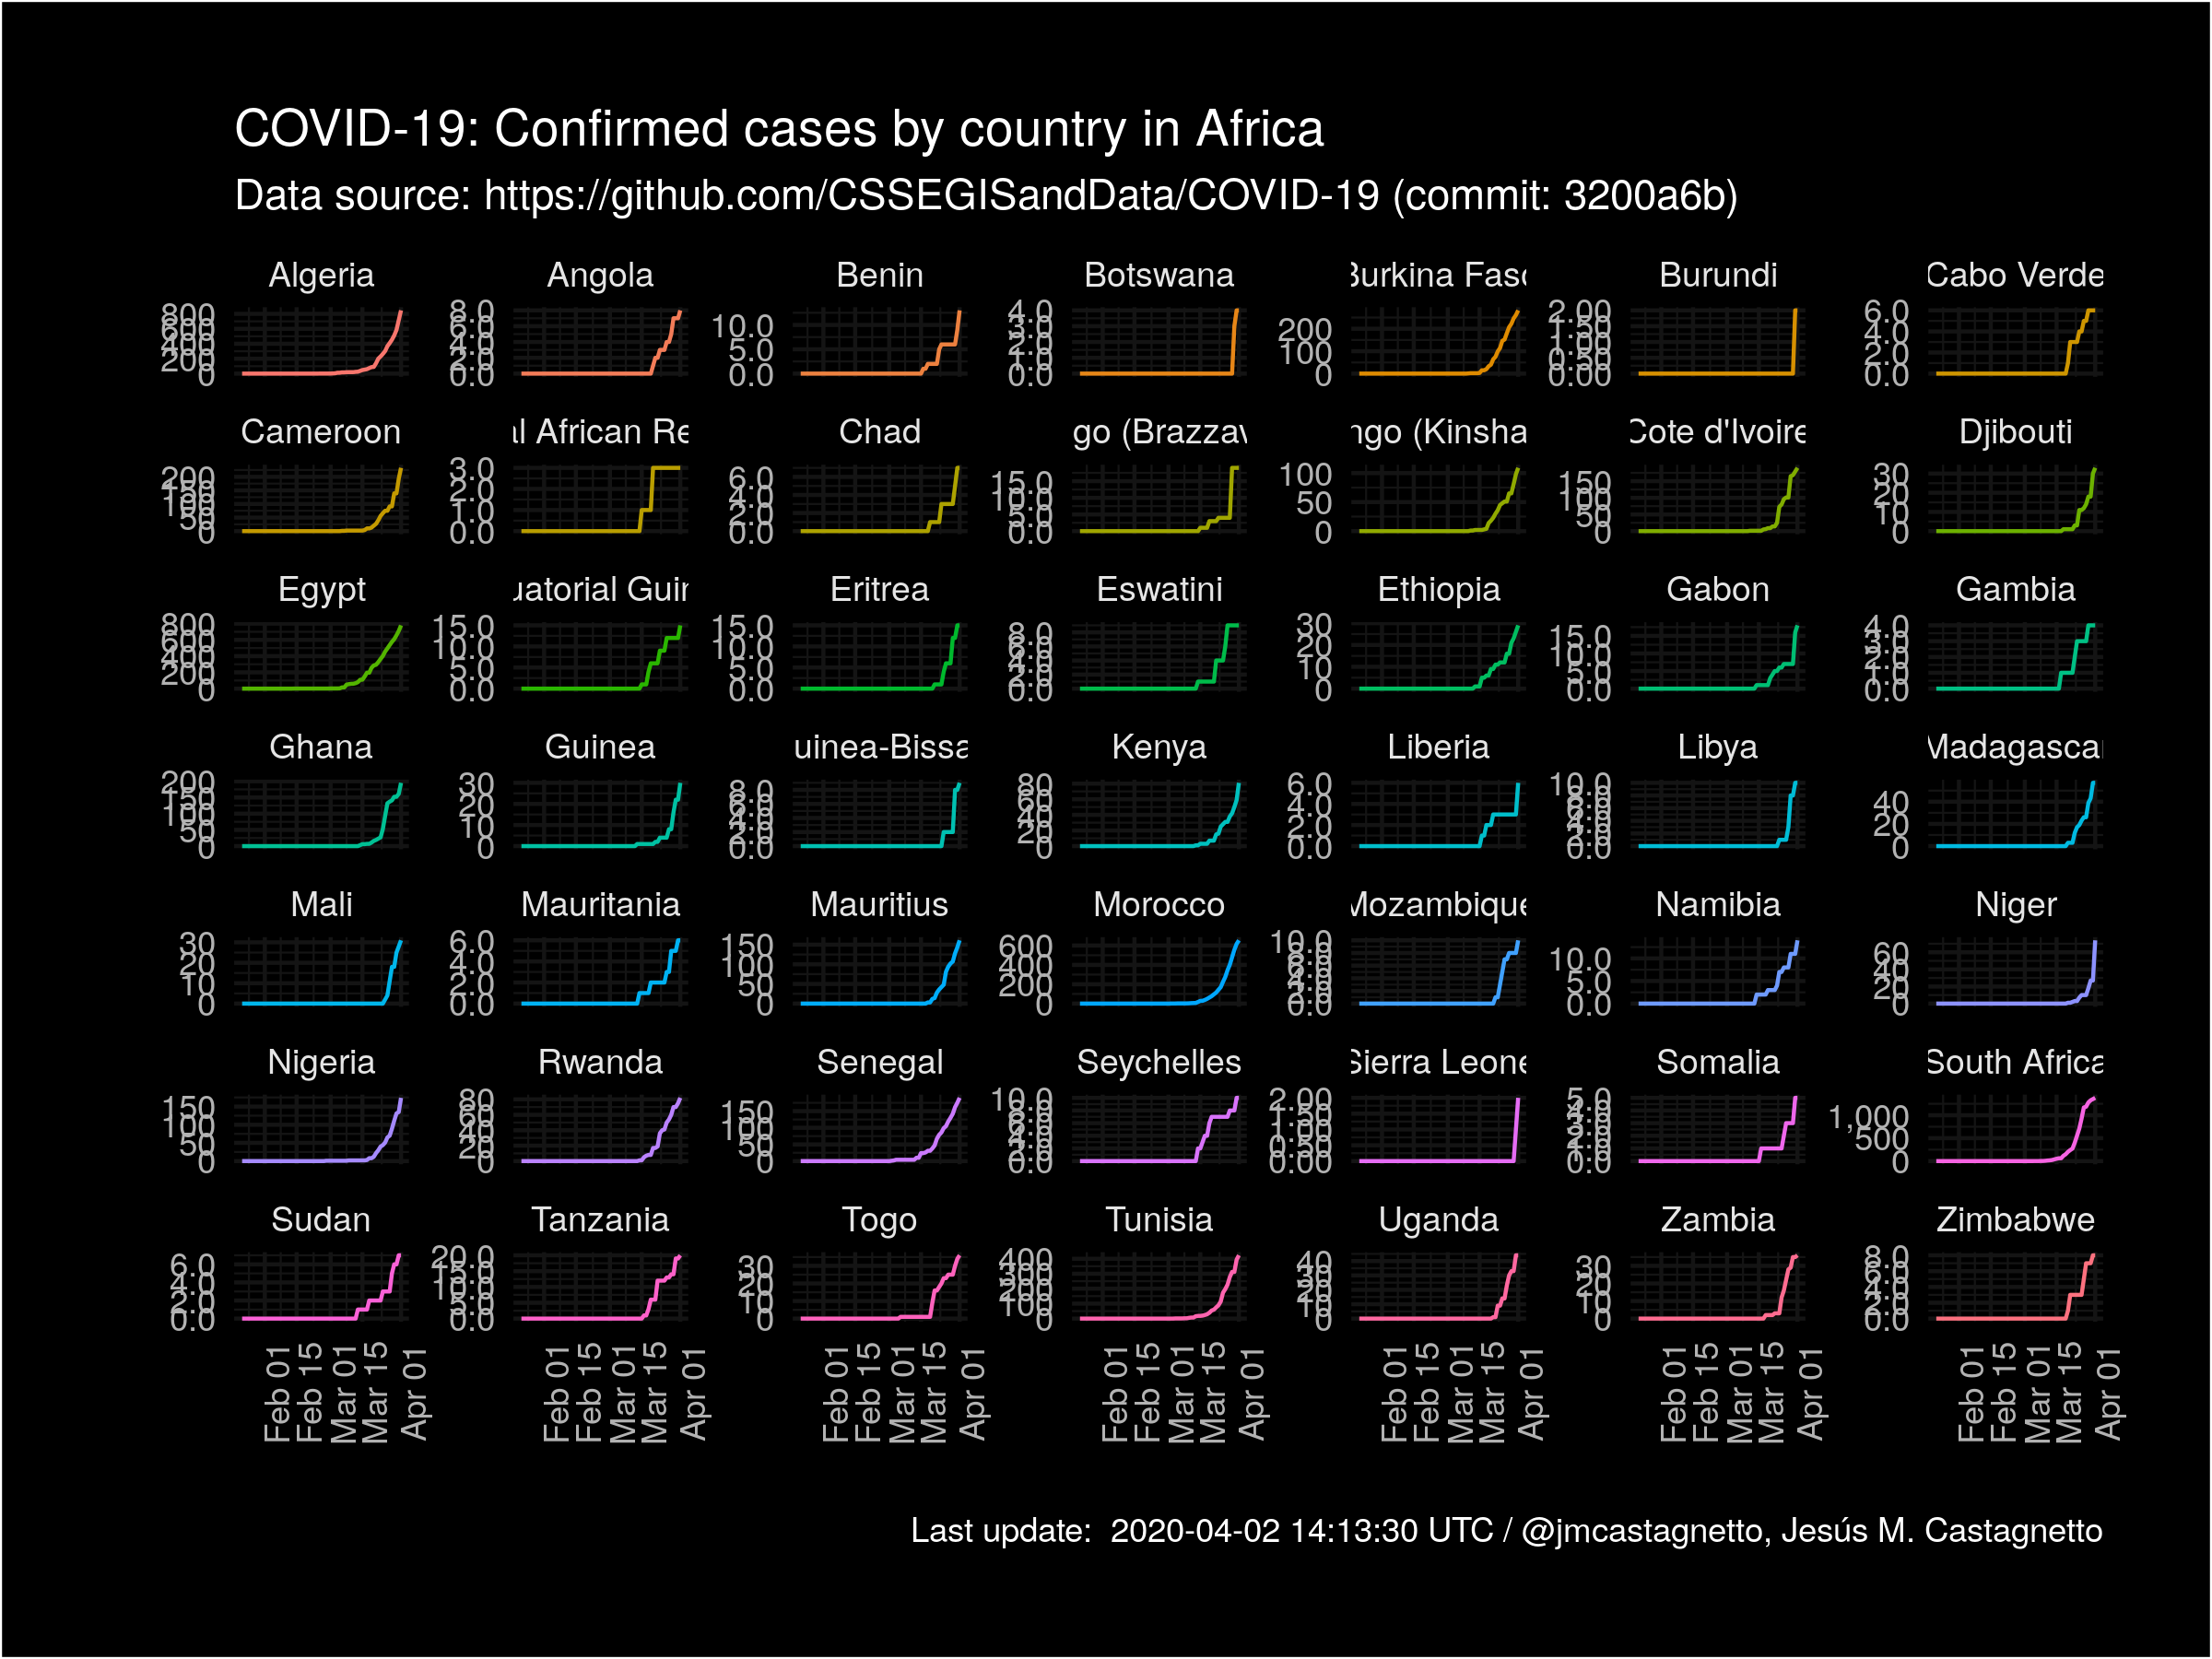 COVID-19: Confirmed cases by country in Africa
Data source: https://github.com/CSSEGISandData/COVID-19 (commit: 3200a6b)
Algeria
800
600
400
200
0
Angola
8.0
6.0
4.0
2.0
0.0
Benin
10.0
5.0
0.0
Botswana
4.0
3.0
2.0
1.0
0.0
Burkina Faso
200
100
0
Burundi
2.00
1.50
1.00
0.50
0.00
Cabo Verde
6.0
4.0
2.0
0.0
Cameroon
200
150
100
50
0
al African Re
3.0
2.0
1.0
0.0
Chad
6.0
4.0
2.0
0.0
go (Brazzav
15.0
10.0
5.0
0.0
ngo (Kinsha
100
50
0
Cote d'Ivoire
150
100
50
0
Djibouti
30
20
10
0
Egypt
800
600
400
200
0
uatorial Guin
15.0
10.0
5.0
0.0
Eritrea
15.0
10.0
5.0
0.0
Eswatini
8.0
6.0
4.0
2.0
0.0
Ethiopia
30
20
10
0
Gabon
15.0
10.0
5.0
0.0
Gambia
4.0
3.0
2.0
1.0
0.0
Ghana
200
150
100
50
0
Guinea
30
20
10
0
uinea-Bissa
8.0
6.0
4.0
2.0
0.0
Kenya
80
60
40
20
0
Liberia
6.0
4.0
2.0
0.0
Libya
10.0
8.0
6.0
4.0
2.0
0.0
Madagascar
40
20
0
Mali
30
20
10
0
Mauritania
6.0
4.0
2.0
0.0
Mauritius
150
100
50
0
Morocco
600
400
200
0
Mozambique
10.0
8.0
6.0
4.0
2.0
0.0
Namibia
10.0
5.0
0.0
Niger
60
40
20
0
Nigeria
150
100
50
0
Rwanda
80
60
40
20
0
Senegal
150
100
50
0
Seychelles
10.0
8.0
6.0
4.0
2.0
0.0
Sierra Leone
2.00
1.50
1.00
0.50
0.00
Somalia
5.0
4.0
3.0
2.0
1.0
0.0
South Africa
1,000
500
0
Sudan
6.0
4.0
2.0
0.0
Tanzania
20.0
15.0
10.0
5.0
0.0
Togo
30
20
10
0
Tunisia
400
300
200
100
0
Uganda
40
30
20
10
0
Zambia
30
20
10
0
Zimbabwe
8.0
6.0
4.0
2.0
0.0
Feb 01
Feb 15
Mar 01
Mar 15
Apr 01
Feb 01
Feb 15
Mar 01
Mar 15
Apr 01
Feb 01
Feb 15
Mar 01
Mar 15
Apr 01
Feb 01
Feb 15
Mar 01
Mar 15
Apr 01
Feb 01
Feb 15
Mar 01
Mar 15
Apr 01
Feb 01
Feb 15
Mar 01
Mar 15
Apr 01
Feb 01
Feb 15
Mar 01
Mar 15
Apr 01
Last update:  2020-04-02 14:13:30 UTC / @jmcastagnetto, Jesús M. Castagnetto